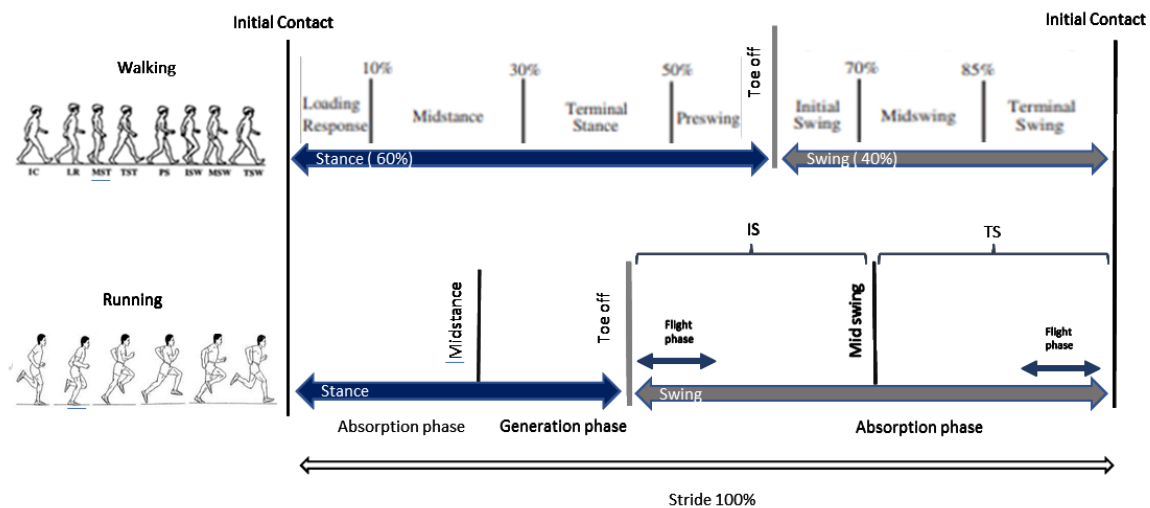 Initial Contact
Initial Contact
Walking
Toe off
10%
30%
50%
70%
85%
Loading
Response
Midstance
Terminal
Stance
Preswing
Initial
Swing
Midswing
Terminal
Swing
Stance ( 60%)
Swing ( 40%)
IC LR MST TST PS ISW MSW TSW
IS
TS
Running
Midstance
Toe off
Mid swing
Flight
phase
Flight
phase
Stance
Swing
Absorption phase
Generation phase
Absorption phase
Stride 100%